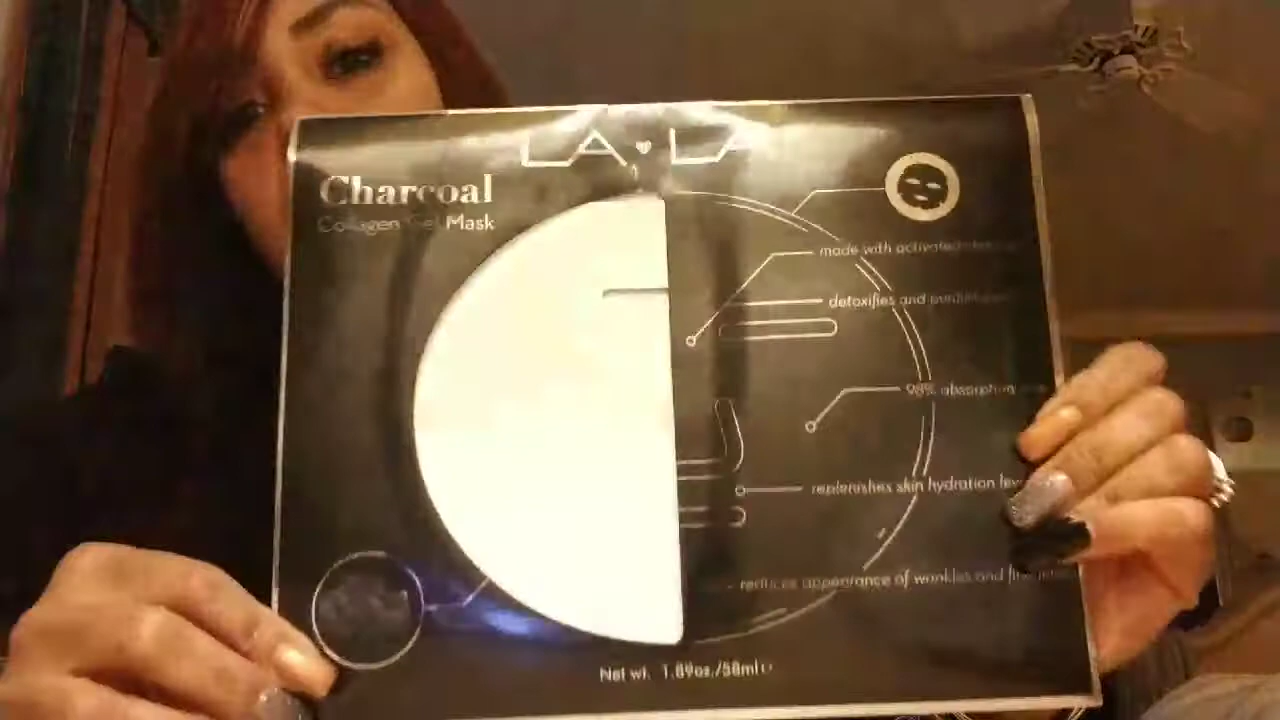 LA LA
Charcoal
Collagen Gel Mask
made with activated
detoxifies and
98% absorption
replenishes skin hydration
reduces appearance of wrinkles and fine
Net wt. 1.89oz./58ml